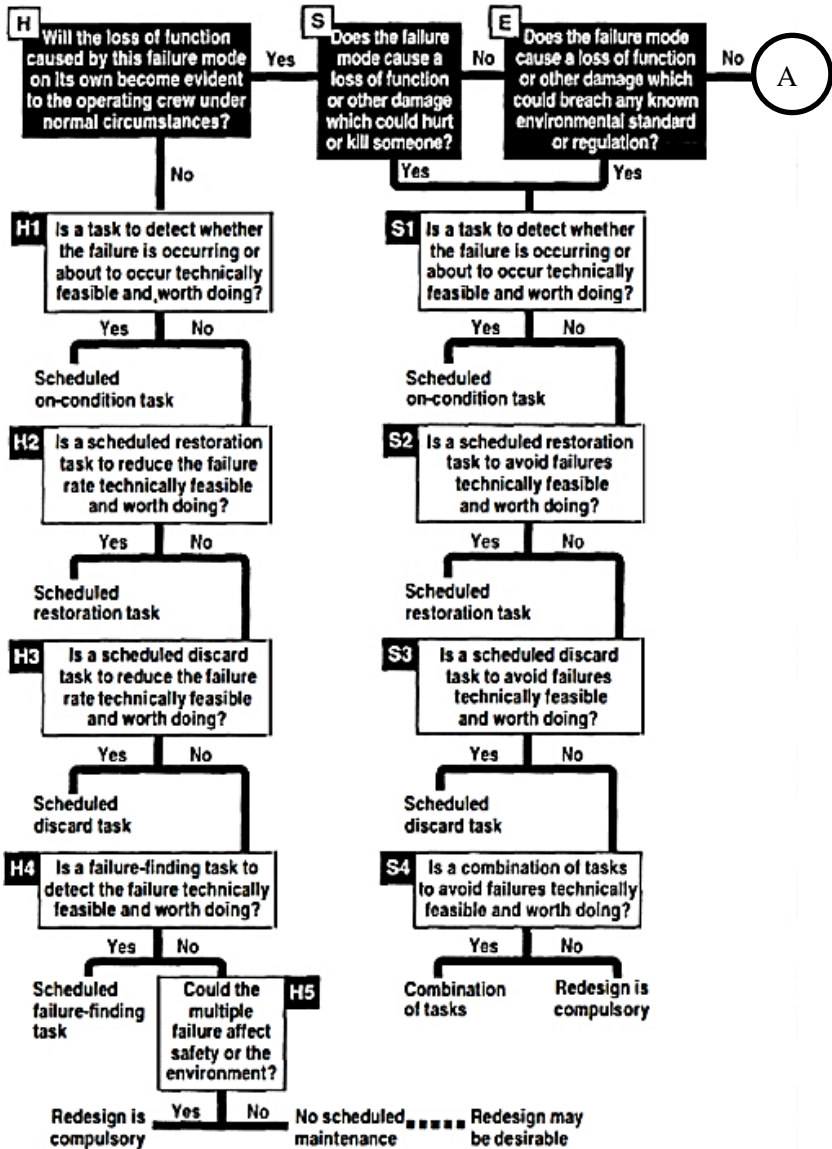 H
Will the loss of function
caused by this failure mode
on its own become evident
to the operating crew under
normal circumstances?
Yes
S
Does the failure
mode cause a
loss of function
or other damage
which could hurt
or kill someone?
No
E
Does the failure mode
cause a loss of function
or other damage which
could breach any known
environmental standard
or regulation?
No
A
No
Yes
Yes
H1
Is a task to detect whether
the failure is occurring or
about to occur technically
feasible and worth doing?
Yes
No
Scheduled
on-condition task
H2
Is a scheduled restoration
task to reduce the failure
rate technically feasible
and worth doing?
Yes
No
Scheduled
restoration task
H3
Is a scheduled discard
task to reduce the failure
rate technically feasible
and worth doing?
Yes
No
Scheduled
discard task
H4
Is a failure-finding task to
detect the failure technically
feasible and worth doing?
Yes
No
Scheduled
failure-finding
task
Could the
multiple
failure affect
safety or the
environment?
H5
Redesign is
compulsory
Yes
No
No scheduled
maintenance
Redesign may
be desirable
S1
Is a task to detect whether
the failure is occurring or
about to occur technically
feasible and worth doing?
Yes
No
Scheduled
on-condition task
S2
Is a scheduled restoration
task to avoid failures
technically feasible
and worth doing?
Yes
No
Scheduled
restoration task
S3
Is a scheduled discard
task to avoid failures
technically feasible
and worth doing?
Yes
No
Scheduled
discard task
S4
Is a combination of tasks
to avoid failures technically
feasible and worth doing?
Yes
No
Combination
of tasks
Redesign is
compulsory